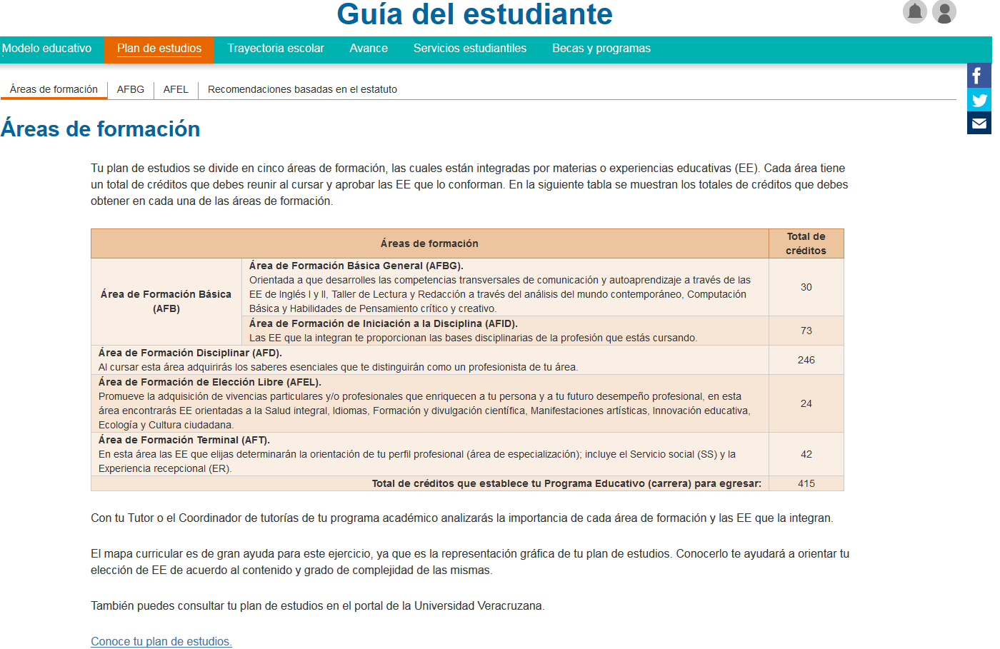 Guía del estudiante
Modelo educativo
Plan de estudios
Trayectoria escolar
Avance
Servicios estudiantiles
Becas y programas
Áreas de formación
AFBG
AFEL
Recomendaciones basadas en el estatuto
Áreas de formación
Tu plan de estudios se divide en cinco áreas de formación, las cuales están integradas por materias o experiencias educativas (EE). Cada área tiene
un total de créditos que debes reunir al cursar y aprobar las EE que lo conforman. En la siguiente tabla se muestran los totales de créditos que debes
obtener en cada una de las áreas de formación.
Áreas de formación
Total de
créditos
Área de Formación Básica
(AFB)
Área de Formación Básica General (AFBG).
Orientada a que desarrolles las competencias transversales de comunicación y autoaprendizaje a través de las
EE de Inglés I y II, Taller de Lectura y Redacción a través del análisis del mundo contemporáneo, Computación
Básica y Habilidades de Pensamiento crítico y creativo.
30
Área de Formación de Iniciación a la Disciplina (AFID).
Las EE que la integran te proporcionan las bases disciplinarias de la profesión que estás cursando.
73
Área de Formación Disciplinar (AFD).
Al cursar esta área adquirirás los saberes esenciales que te distinguirán como un profesionista de tu área.
246
Área de Formación de Elección Libre (AFEL).
Promueve la adquisición de vivencias particulares y/o profesionales que enriquecen a tu persona y a tu futuro desempeño profesional, en esta
área encontrarás EE orientadas a la Salud integral, Idiomas, Formación y divulgación científica, Manifestaciones artísticas, Innovación educativa,
Ecología y Cultura ciudadana.
24
Área de Formación Terminal (AFT).
En esta área las EE que elijas determinarán la orientación de tu perfil profesional (área de especialización); incluye el Servicio social (SS) y la
Experiencia recepcional (ER).
42
Total de créditos que establece tu Programa Educativo (carrera) para egresar:
415
Con tu Tutor o el Coordinador de tutorías de tu programa académico analizarás la importancia de cada área de formación y las EE que la integran.
El mapa curricular es de gran ayuda para este ejercicio, ya que es la representación gráfica de tu plan de estudios. Conocerlo te ayudará a orientar tu
elección de EE de acuerdo al contenido y grado de complejidad de las mismas.
También puedes consultar tu plan de estudios en el portal de la Universidad Veracruzana.
Conoce tu plan de estudios.